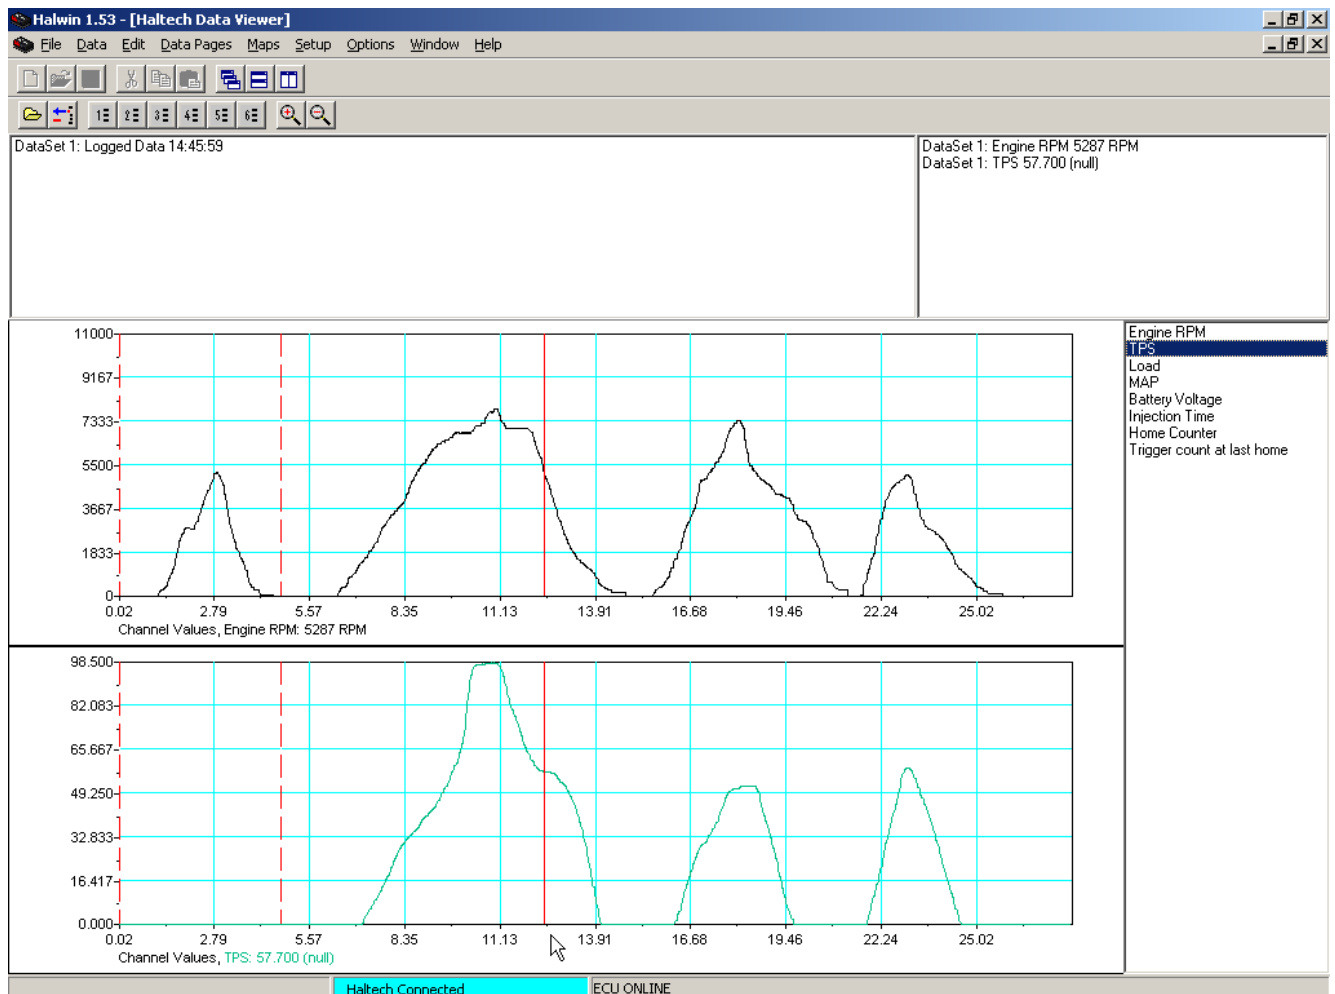 Halwin 1.53 - [Haltech Data Viewer]
File Data Edit Data Pages Maps Setup Options Window Help
1 2 3 4 5 6
DataSet 1: Logged Data 14:45:59
DataSet 1: Engine RPM 5287 RPM
DataSet 1: TPS 57.700 (null)
11000
9167
7333
5500
3667
1833
0
0.02 2.79 5.57 8.35 11.13 13.91 16.68 19.46 22.24 25.02
Channel Values, Engine RPM: 5287 RPM
98.500
82.083
65.667
49.250
32.833
16.417
0.000
0.02 2.79 5.57 8.35 11.13 13.91 16.68 19.46 22.24 25.02
Channel Values, TPS: 57.700 (null)
Engine RPM
TPS
Load
MAP
Battery Voltage
Injection Time
Home Counter
Trigger count at last home
Haltech Connected
ECU ONLINE